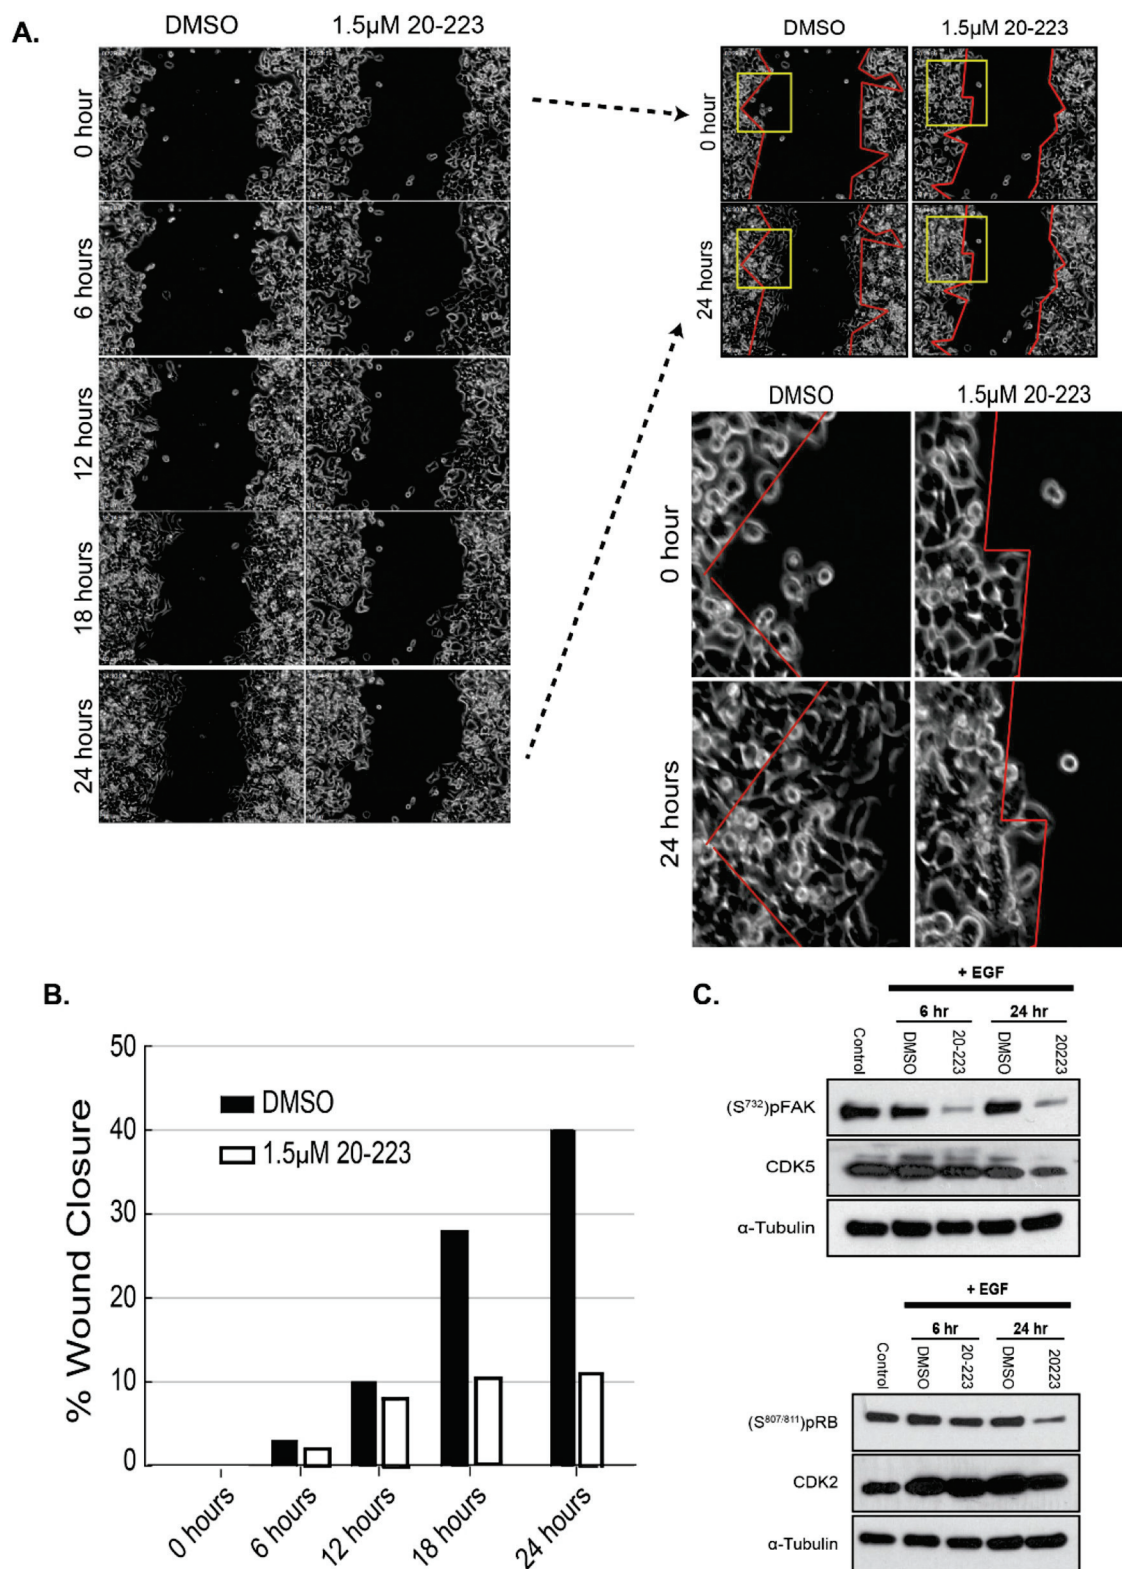 A.
DMSO
1.5µM 20-223
0 hour
6 hours
12 hours
18 hours
24 hours
DMSO
1.5µM 20-223
0 hour
24 hours
DMSO
1.5µM 20-223
0 hour
24 hours
B.
% Wound Closure
50
40
30
20
10
0
DMSO
1.5µM 20-223
0 hours
6 hours
12 hours
18 hours
24 hours
C.
+ EGF
6 hr
24 hr
Control
DMSO
20-223
DMSO
20223
(S732)pFAK
CDK5
α-Tubulin
+ EGF
6 hr
24 hr
Control
DMSO
20-223
DMSO
20223
(S807/811)pRB
CDK2
α-Tubulin